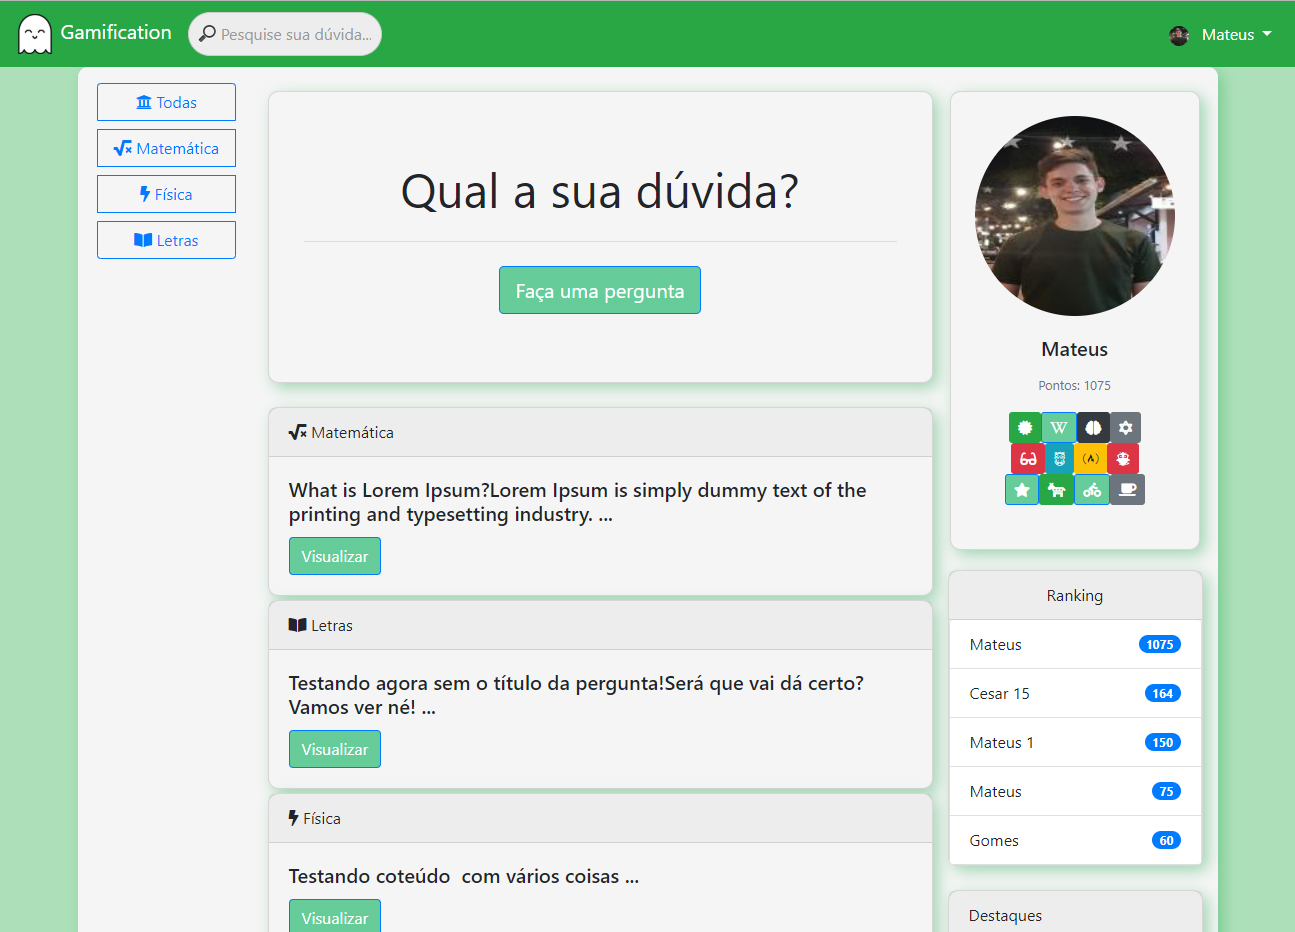 Gamification
Pesquise sua dúvida...
Mateus
Todas
Matemática
Física
Letras
Qual a sua dúvida?
Faça uma pergunta
Matemática
What is Lorem Ipsum?Lorem Ipsum is simply dummy text of the
printing and typesetting industry. ...
Visualizar
Letras
Testando agora sem o título da pergunta!Será que vai dá certo?
Vamos ver né! ...
Visualizar
Física
Testando coteúdo  com vários coisas ...
Visualizar
Mateus
Pontos: 1075
W
Ranking
Mateus 1075
Cesar 15 164
Mateus 1 150
Mateus 75
Gomes 60
Destaques